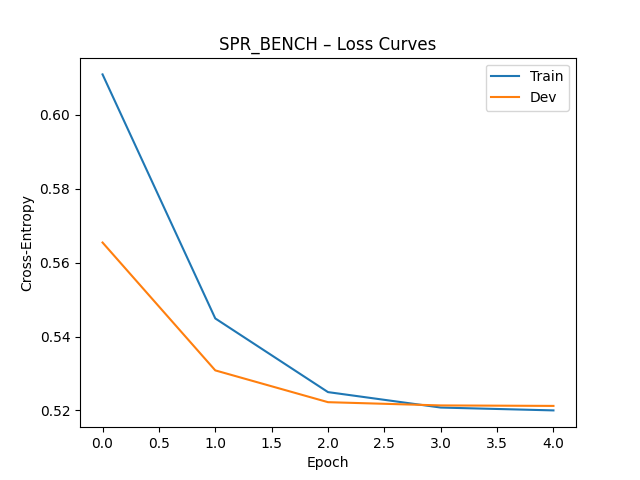 SPR_BENCH – Loss Curves
Train
Dev
Cross-Entropy
0.60
0.58
0.56
0.54
0.52
0.0 0.5 1.0 1.5 2.0 2.5 3.0 3.5 4.0
Epoch